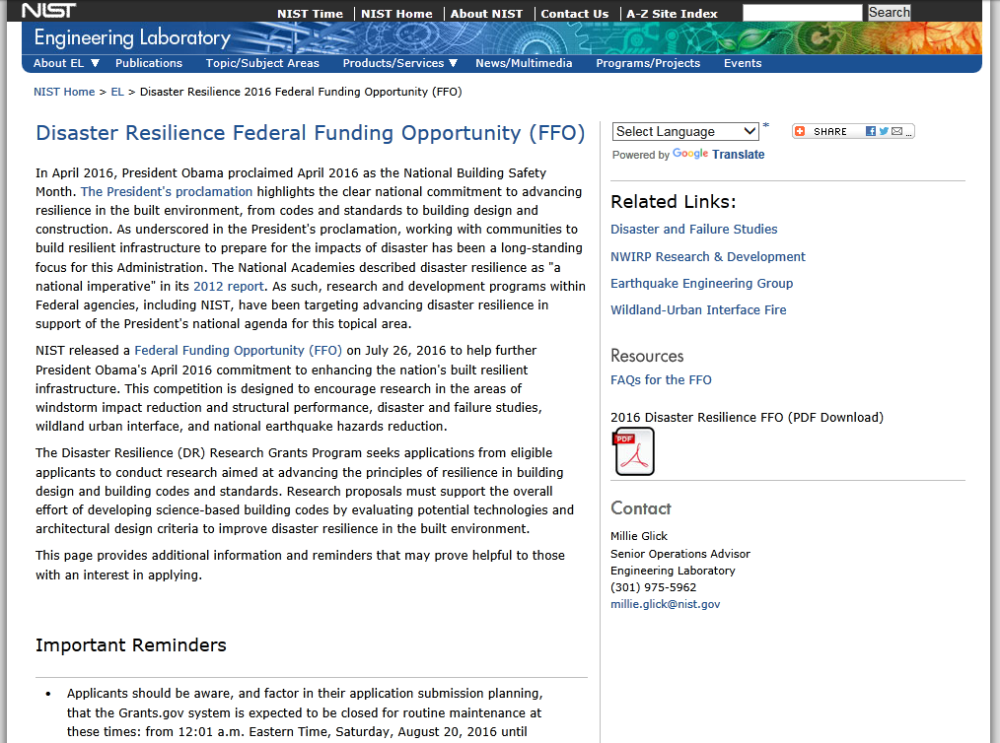 NIST
NIST Time
NIST Home
About NIST
Contact Us
A-Z Site Index
Search
Engineering Laboratory
About EL ▼
Publications
Topic/Subject Areas
Products/Services ▼
News/Multimedia
Programs/Projects
Events
NIST Home > EL > Disaster Resilience 2016 Federal Funding Opportunity (FFO)
Disaster Resilience Federal Funding Opportunity (FFO)
In April 2016, President Obama proclaimed April 2016 as the National Building Safety
Month. The President's proclamation highlights the clear national commitment to advancing
resilience in the built environment, from codes and standards to building design and
construction. As underscored in the President's proclamation, working with communities to
build resilient infrastructure to prepare for the impacts of disaster has been a long-standing
focus for this Administration. The National Academies described disaster resilience as "a
national imperative" in its 2012 report. As such, research and development programs within
Federal agencies, including NIST, have been targeting advancing disaster resilience in
support of the President's national agenda for this topical area.
NIST released a Federal Funding Opportunity (FFO) on July 26, 2016 to help further
President Obama's April 2016 commitment to enhancing the nation's built resilient
infrastructure. This competition is designed to encourage research in the areas of
windstorm impact reduction and structural performance, disaster and failure studies,
wildland urban interface, and national earthquake hazards reduction.
The Disaster Resilience (DR) Research Grants Program seeks applications from eligible
applicants to conduct research aimed at advancing the principles of resilience in building
design and building codes and standards. Research proposals must support the overall
effort of developing science-based building codes by evaluating potential technologies and
architectural design criteria to improve disaster resilience in the built environment.
This page provides additional information and reminders that may prove helpful to those
with an interest in applying.
Important Reminders
• Applicants should be aware, and factor in their application submission planning,
that the Grants.gov system is expected to be closed for routine maintenance at
these times: from 12:01 a.m. Eastern Time, Saturday, August 20, 2016 until
Select Language *
SHARE ...
Powered by Google Translate
Related Links:
Disaster and Failure Studies
NWIRP Research & Development
Earthquake Engineering Group
Wildland-Urban Interface Fire
Resources
FAQs for the FFO
2016 Disaster Resilience FFO (PDF Download)
PDF
Contact
Millie Glick
Senior Operations Advisor
Engineering Laboratory
(301) 975-5962
millie.glick@nist.gov